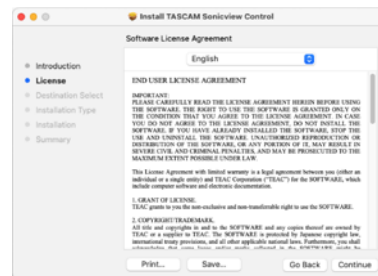 Install TASCAM Sonicview Control
Software License Agreement
English
Introduction
License
Destination Select
Installation Type
Installation
Summary
END USER LICENSE AGREEMENT
IMPORTANT:
PLEASE CAREFULLY READ THE LICENSE AGREEMENT HEREIN BEFORE USING
THE SOFTWARE. THE RIGHT TO USE THE SOFTWARE IS GRANTED ONLY ON
THE CONDITION THAT YOU AGREE TO THE LICENSE AGREEMENT. IN CASE
YOU DO NOT AGREE TO THE LICENSE AGREEMENT, DO NOT INSTALL THE
SOFTWARE. IF YOU HAVE ALREADY INSTALLED THE SOFTWARE, STOP THE
USE AND UNINSTALL THE SOFTWARE. UNAUTHORIZED REPRODUCTION OR
DISTRIBUTION OF THE SOFTWARE, OR ANY PORTION OF IT, MAY RESULT IN
SEVERE CIVIL AND CRIMINAL PENALTIES, AND MAY BE PROSECUTED TO THE
MAXIMUM EXTENT POSSIBLE UNDER LAW.
This License Agreement with limited warranty is a legal agreement between you (either an
individual or a single entity) and TEAC Corporation ("TEAC") for the SOFTWARE, which
include computer software and electronic documentation.
1. GRANT OF LICENSE.
TEAC grants to you the non-exclusive and non-transferable right to use the SOFTWARE.
2. COPYRIGHT/TRADEMARK.
All title and copyrights in and to the SOFTWARE and any copies thereof are owned by
TEAC or a supplier to TEAC. The SOFTWARE is protected by Japanese copyright law,
international treaty provisions, and all other applicable national laws. Furthermore, you shall
Print...
Save...
Go Back
Continue